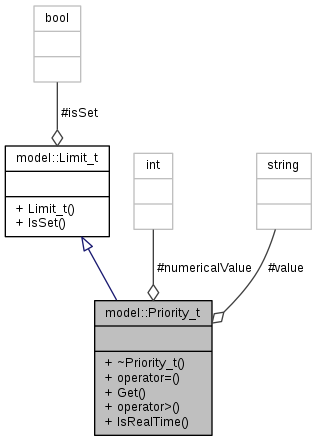 bool
#isSet
model::Limit_t
+ Limit_t()
+ IsSet()
int
string
#numericalValue
#value
model::Priority_t
+ ~Priority_t()
+ operator=()
+ Get()
+ operator>()
+ IsRealTime()